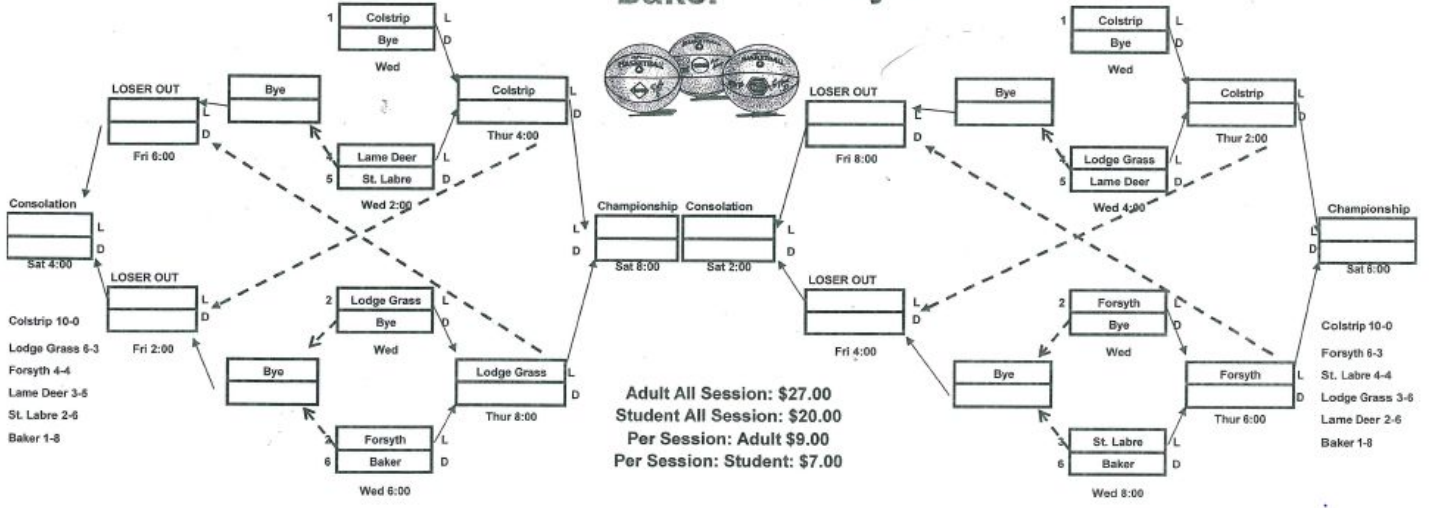 1 Colstrip L
Bye D
Wed
LOSER OUT
L
D
Fri 6:00
Bye
Colstrip L
D
Thur 4:00
4 Lame Deer L
5 St. Labre D
Wed 2:00
Consolation
L
D
Sat 4:00
Championship
L
D
Sat 8:00
LOSER OUT
L
D
Fri 2:00
2 Lodge Grass L
Bye D
Wed
Bye
Lodge Grass L
D
Thur 8:00
Forsyth L
6 Baker D
Wed 6:00
Colstrip 10-0
Lodge Grass 6-3
Forsyth 4-4
Lame Deer 3-5
St. Labre 2-6
Baker 1-8
BASKETBALL
BASKETBALL
Adult All Session: $27.00
Student All Session: $20.00
Per Session: Adult $9.00
Per Session: Student: $7.00
1 Colstrip L
Bye D
Wed
LOSER OUT
L
D
Fri 8:00
Bye
Colstrip L
D
Thur 2:00
Lodge Grass L
5 Lame Deer D
Wed 4:00
Consolation
L
D
Sat 2:00
Championship
L
D
Sat 6:00
LOSER OUT
L
D
Fri 4:00
2 Forsyth L
Bye D
Wed
Bye
Forsyth L
D
Thur 6:00
3 St. Labre L
6 Baker D
Wed 8:00
Colstrip 10-0
Forsyth 6-3
St. Labre 4-4
Lodge Grass 3-6
Lame Deer 2-6
Baker 1-8